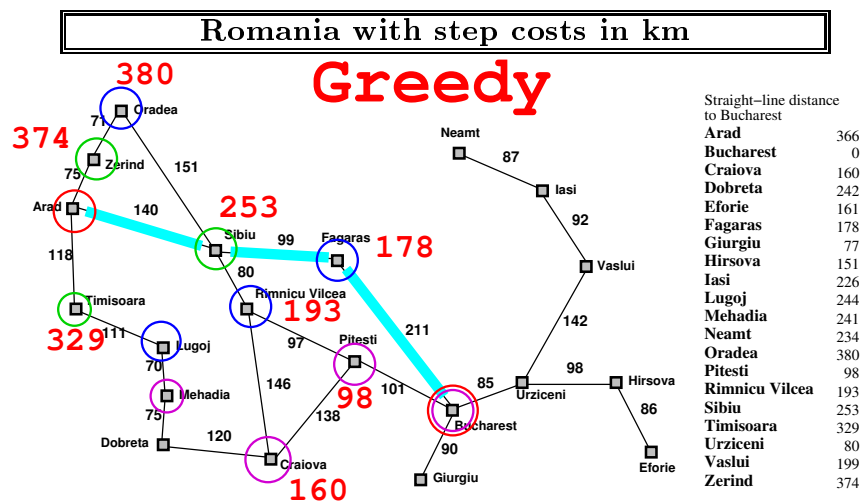 Romania with step costs in km
Greedy
380
Oradea
71
374
Zerind
75
151
Arad
140
253
Sibiu
99
Fagaras
178
118
80
Timisoara
Rimnicu Vilcea
193
329
111
Lugoj
97
Pitesti
211
70
146
98
101
Mehadia
75
138
Dobreta
120
Craiova
160
Neamt
87
Iasi
92
Vaslui
142
85
98
Hirsova
Urziceni
Bucharest
86
90
Giurgiu
Eforie
Straight−line distance
to Bucharest
Arad 366
Bucharest 0
Craiova 160
Dobreta 242
Eforie 161
Fagaras 178
Giurgiu 77
Hirsova 151
Iasi 226
Lugoj 244
Mehadia 241
Neamt 234
Oradea 380
Pitesti 98
Rimnicu Vilcea 193
Sibiu 253
Timisoara 329
Urziceni 80
Vaslui 199
Zerind 374